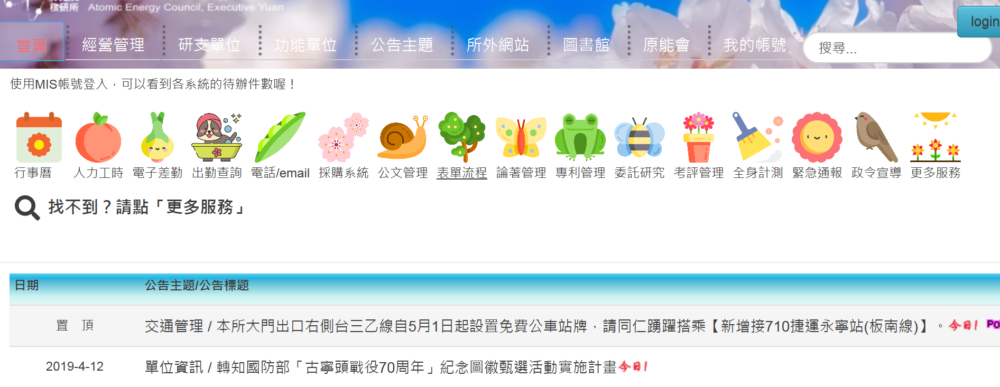 核研所 Atomic Energy Council, Executive Yuan
login
首頁 經營管理 研支單位 功能單位 公告主題 所外網站 圖書館 原能會 我的帳號 搜尋...
使用MIS帳號登入，可以看到各系統的待辦件數喔！
行事曆 人力工時 電子差勤 出勤查詢 電話/email 採購系統 公文管理 表單流程 論著管理 專利管理 委託研究 考評管理 全身計測 緊急通報 政令宣導 更多服務
找不到？請點「更多服務」
日期 公告主題/公告標題
置 頂 交通管理 / 本所大門出口右側台三乙線自5月1日起設置免費公車站牌，請同仁踴躍搭乘【新增接710捷運永寧站(板南線)】。今日! Po
2019-4-12 單位資訊 / 轉知國防部「古寧頭戰役70周年」紀念圖徽甄選活動實施計畫今日!